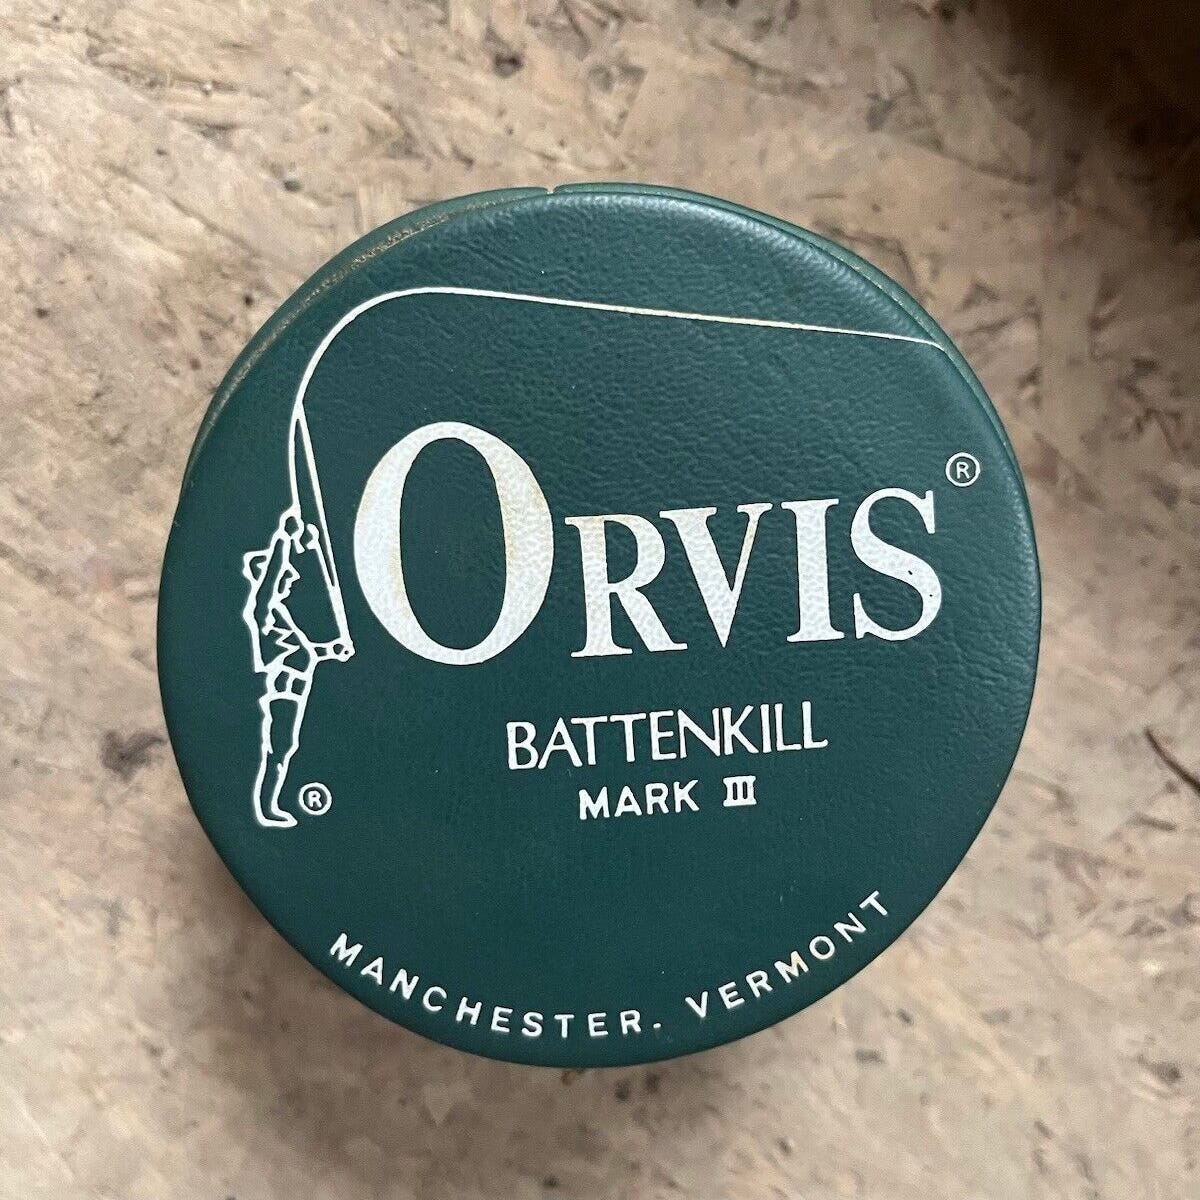 ORVIS®
BATTENKILL
MARK III
®
MANCHESTER. VERMONT